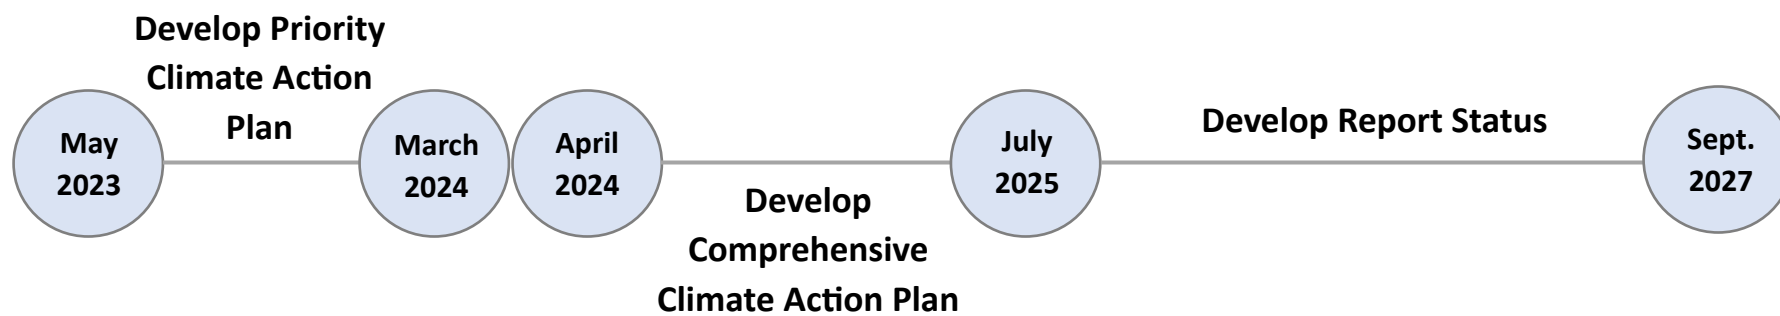 Develop Priority
Climate Action
Plan
May
2023
March
2024
April
2024
Develop
Comprehensive
Climate Action Plan
July
2025
Develop Report Status
Sept.
2027